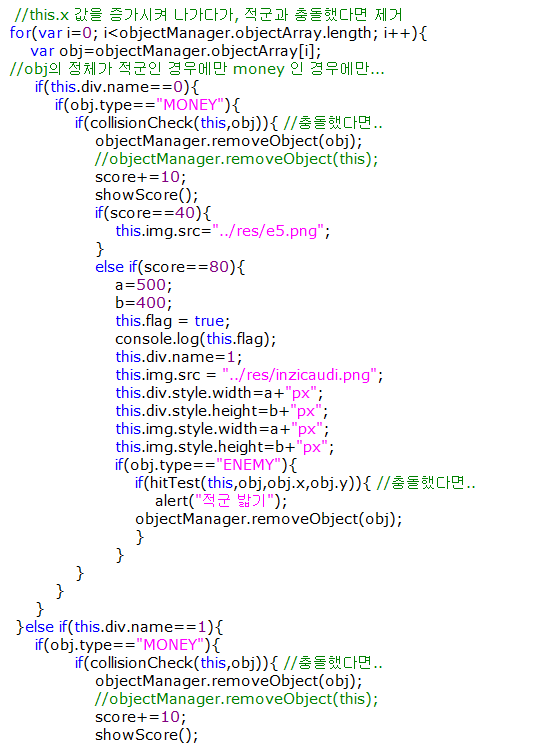 //this.x 값을 증가시켜 나가다가, 적군과 충돌했다면 제거
for(var i=0; i<objectManager.objectArray.length; i++){
var obj=objectManager.objectArray[i];
//obj의 정체가 적군인 경우에만 money 인 경우에만...
if(this.div.name==0){
if(obj.type=="MONEY"){
if(collisionCheck(this,obj)){ //충돌했다면..
objectManager.removeObject(obj);
//objectManager.removeObject(this);
score+=10;
showScore();
if(score==40){
this.img.src="../res/e5.png";
}
else if(score==80){
a=500;
b=400;
this.flag = true;
console.log(this.flag);
this.div.name=1;
this.img.src = "../res/inzicaudi.png";
this.div.style.width=a+"px";
this.div.style.height=b+"px";
this.img.style.width=a+"px";
this.img.style.height=b+"px";
if(obj.type=="ENEMY"){
if(hitTest(this,obj,obj.x,obj.y)){ //충돌했다면..
alert("적군 밟기");
objectManager.removeObject(obj);
}
}
}
}
}
}else if(this.div.name==1){
if(obj.type=="MONEY"){
if(collisionCheck(this,obj)){ //충돌했다면..
objectManager.removeObject(obj);
//objectManager.removeObject(this);
score+=10;
showScore();